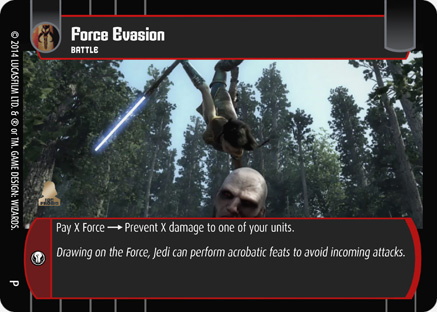 Force Evasion
BATTLE
© 2014 LUCASFILM LTD. & ® or TM. GAME DESIGN: WIZARDS.
Pay X Force → Prevent X damage to one of your units.
Drawing on the Force, Jedi can perform acrobatic feats to avoid incoming attacks.
P